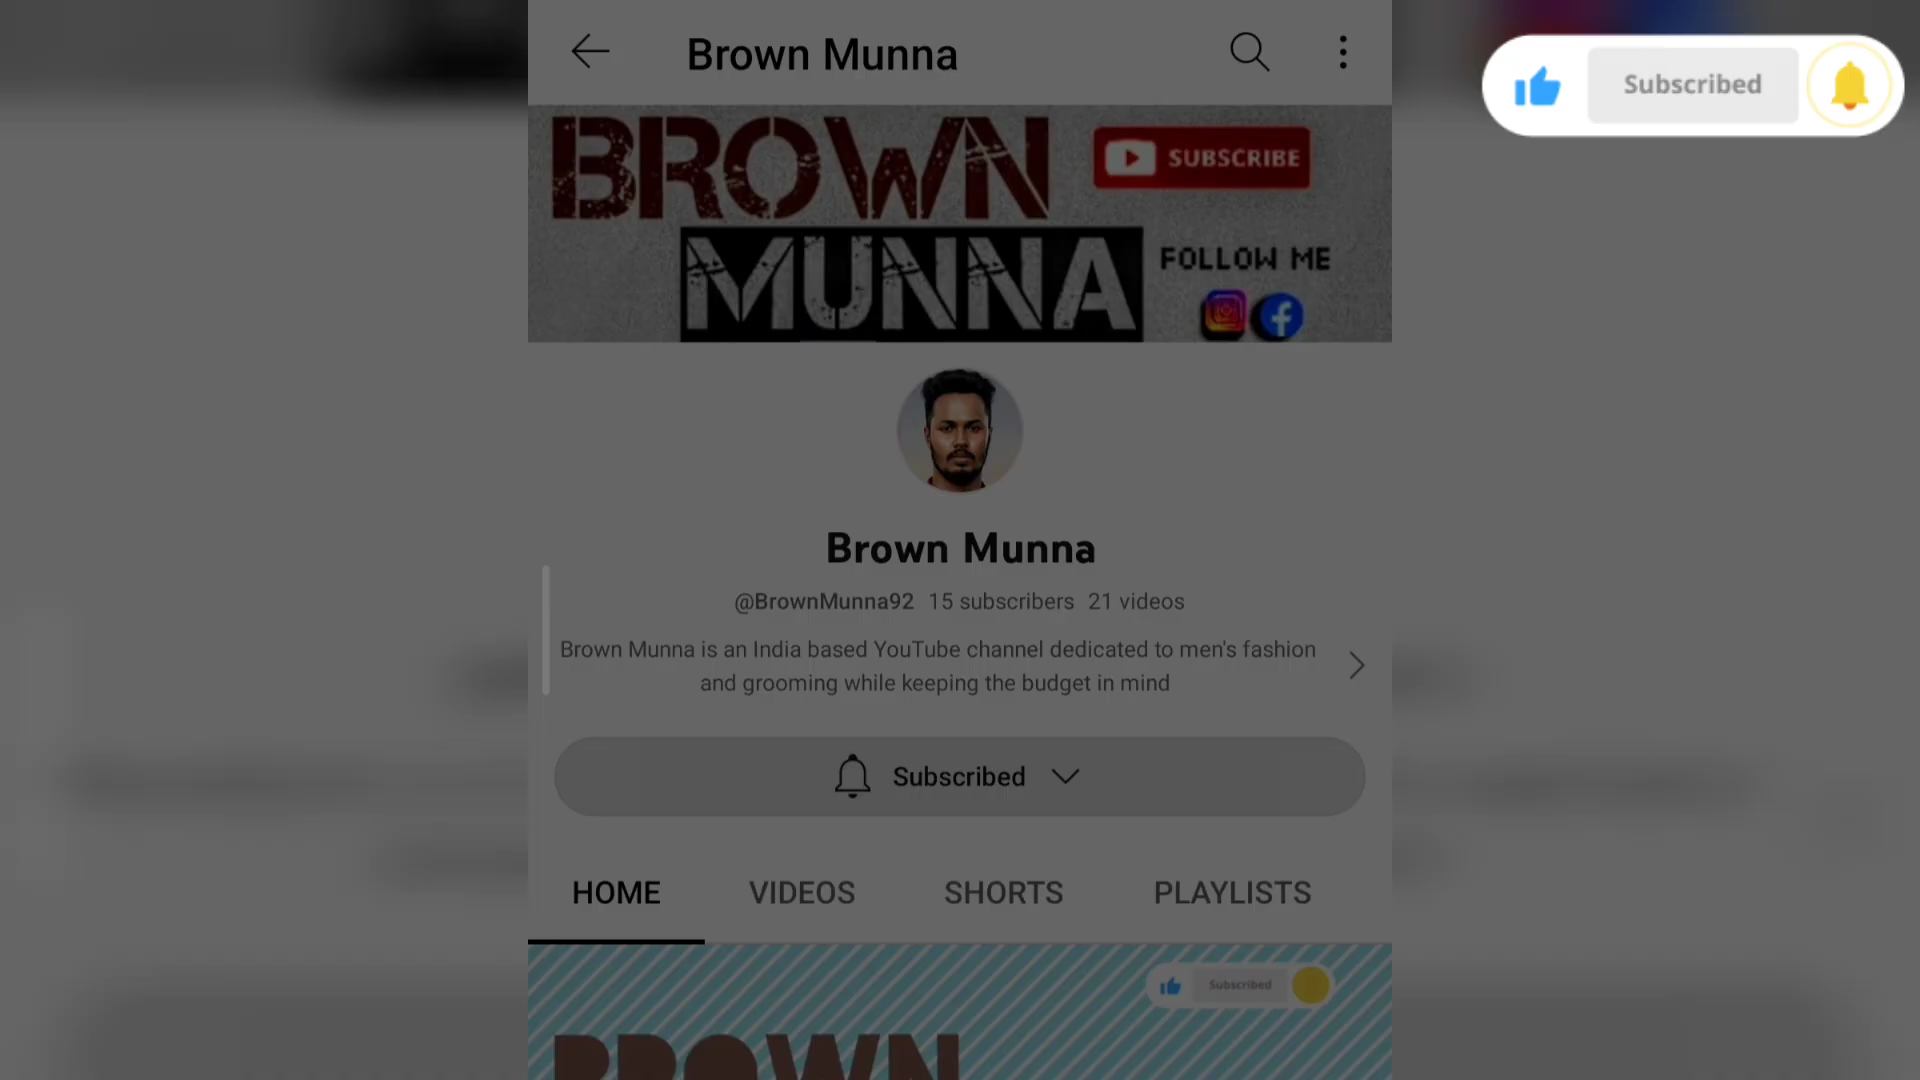 Brown Munna
Subscribed
BROWN
SUBSCRIBE
MUNNA
FOLLOW ME
Brown Munna
@BrownMunna92 15 subscribers 21 videos
Brown Munna is an India based YouTube channel dedicated to men's fashion
and grooming while keeping the budget in mind
Subscribed
HOME VIDEOS SHORTS PLAYLISTS
Subscribed
BROWN